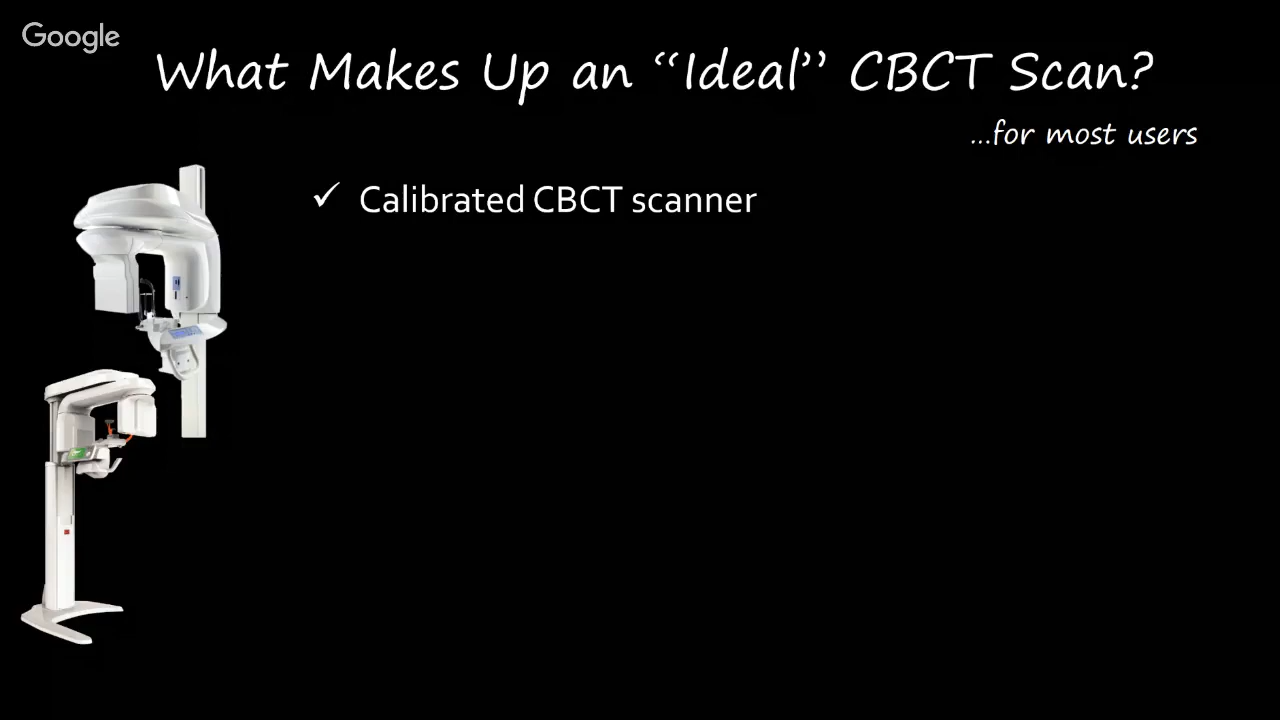 Google
What Makes Up an “Ideal” CBCT Scan?
...for most users
✓ Calibrated CBCT scanner